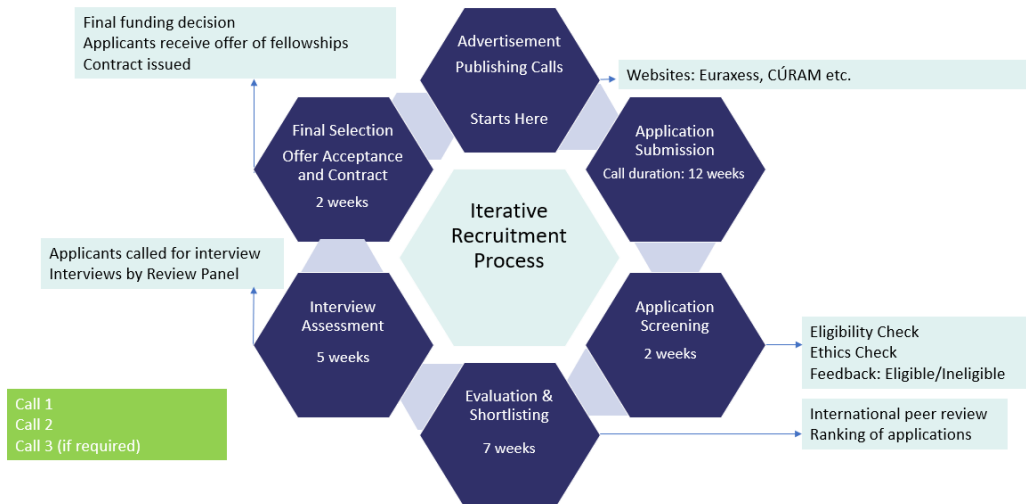 Final funding decision
Applicants receive offer of fellowships
Contract issued
Advertisement
Publishing Calls
Starts Here
Websites: Euraxess, CÚRAM etc.
Final Selection
Offer Acceptance
and Contract
2 weeks
Application
Submission
Call duration: 12 weeks
Iterative
Recruitment
Process
Applicants called for interview
Interviews by Review Panel
Interview
Assessment
5 weeks
Application
Screening
2 weeks
Eligibility Check
Ethics Check
Feedback: Eligible/Ineligible
Evaluation &
Shortlisting
7 weeks
International peer review
Ranking of applications
Call 1
Call 2
Call 3 (if required)